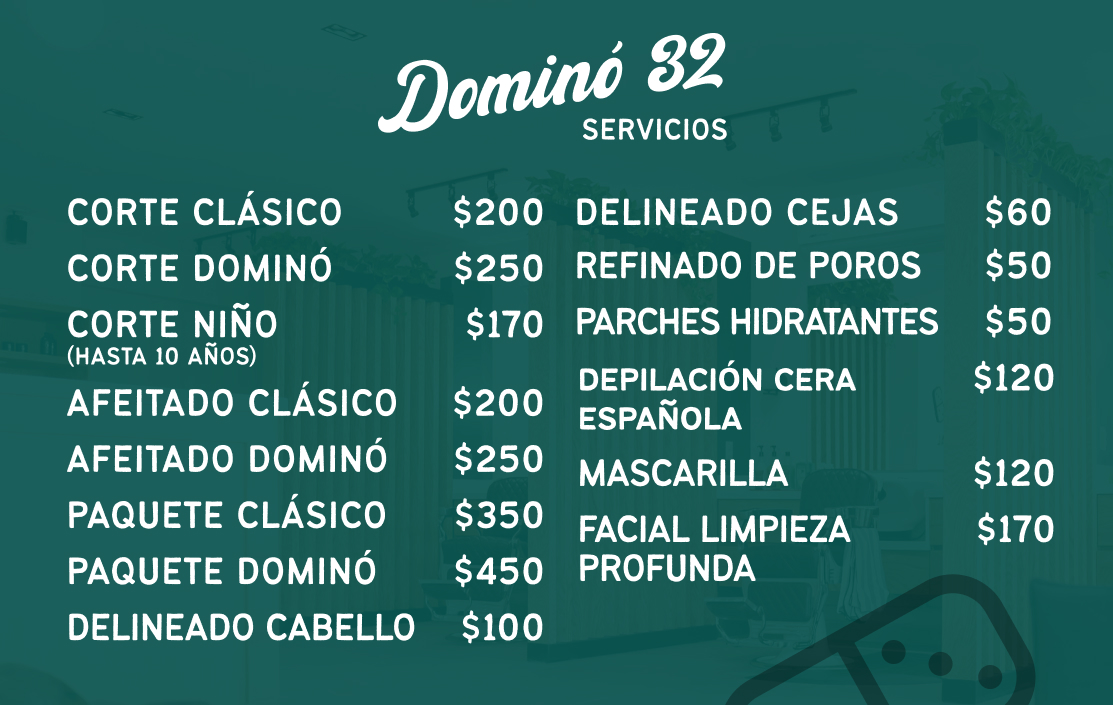 Dominó 32
SERVICIOS
CORTE CLÁSICO $200
CORTE DOMINÓ $250
CORTE NIÑO $170
(HASTA 10 AÑOS)
AFEITADO CLÁSICO $200
AFEITADO DOMINÓ $250
PAQUETE CLÁSICO $350
PAQUETE DOMINÓ $450
DELINEADO CABELLO $100
DELINEADO CEJAS $60
REFINADO DE POROS $50
PARCHES HIDRATANTES $50
DEPILACIÓN CERA $120
ESPAÑOLA
MASCARILLA $120
FACIAL LIMPIEZA $170
PROFUNDA